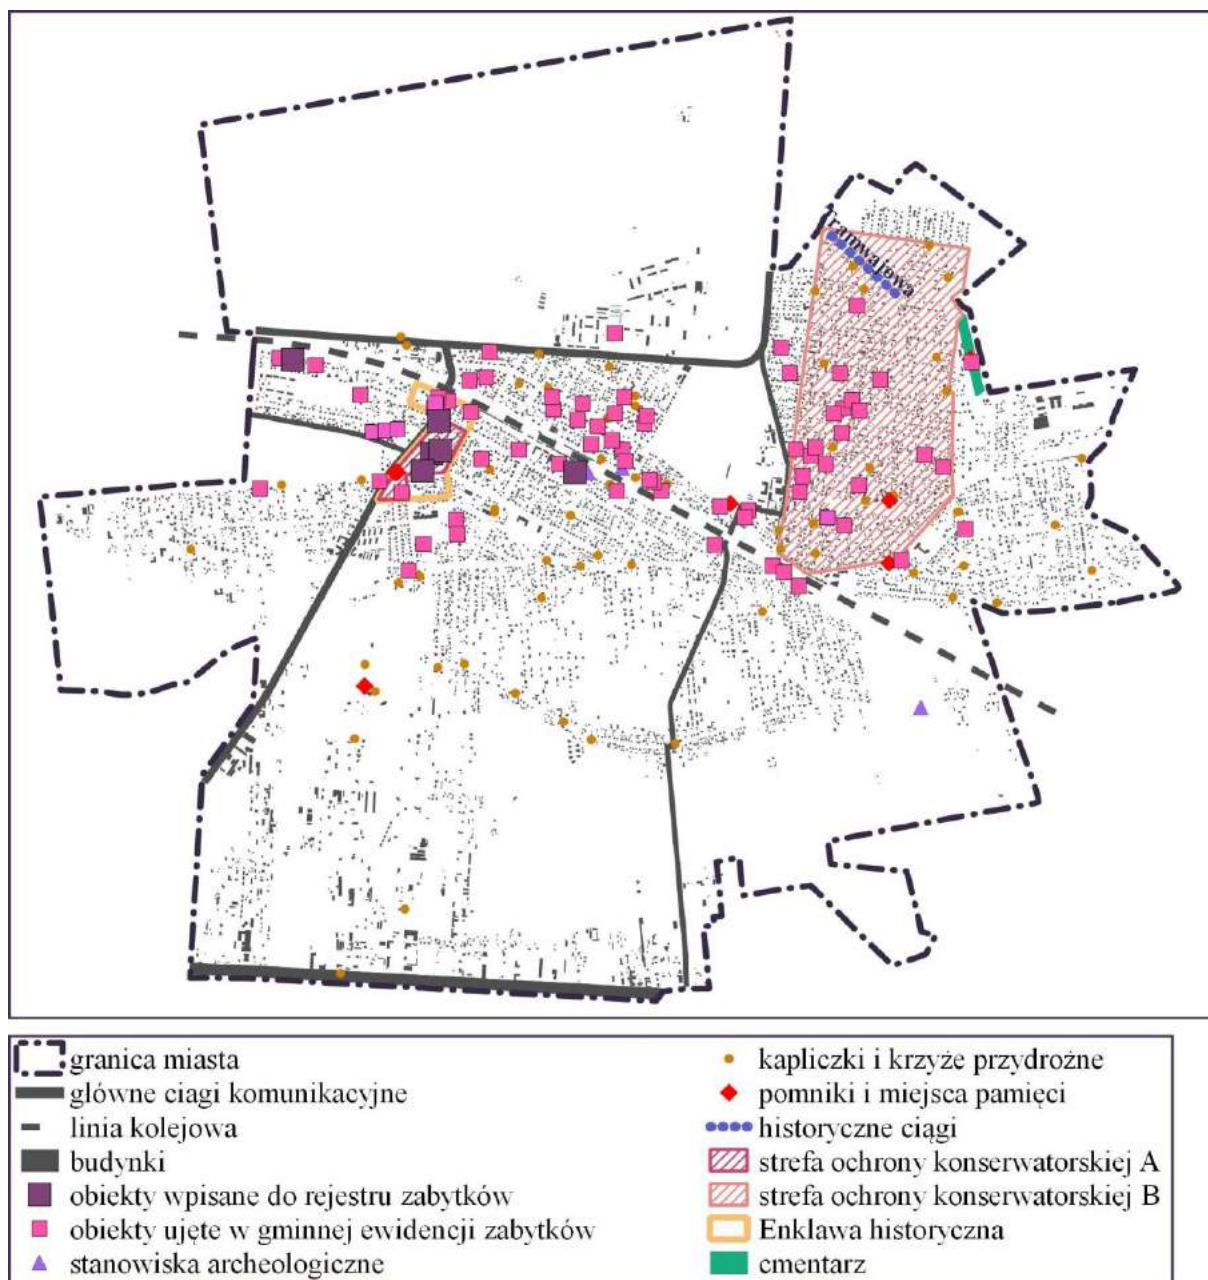 Tramwajowa
granica miasta
główne ciągi komunikacyjne
linia kolejowa
budynki
obiekty wpisane do rejestru zabytków
obiekty ujęte w gminnej ewidencji zabytków
stanowiska archeologiczne
kapliczki i krzyże przydrożne
pomniki i miejsca pamięci
historyczne ciągi
strefa ochrony konserwatorskiej A
strefa ochrony konserwatorskiej B
Enklawa historyczna
cmentarz